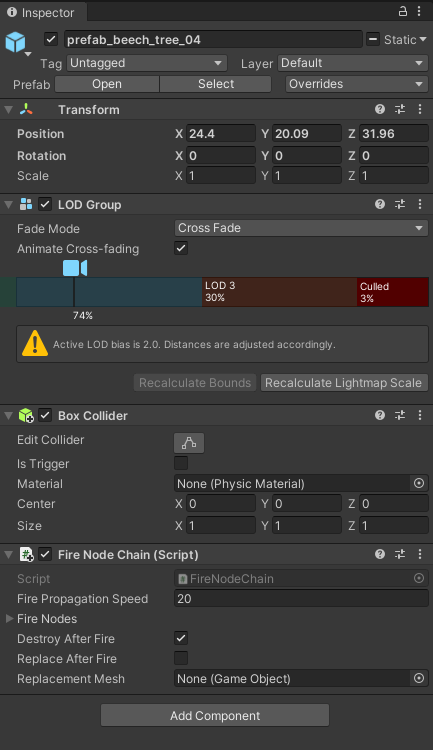 Inspector
prefab_beech_tree_04 Static
Tag Untagged Layer Default
Prefab Open Select Overrides
Transform
Position X 24.4 Y 20.09 Z 31.96
Rotation X 0 Y 0 Z 0
Scale X 1 Y 1 Z 1
LOD Group
Fade Mode Cross Fade
Animate Cross-fading
LOD 3 Culled
30% 3%
74%
Active LOD bias is 2.0. Distances are adjusted accordingly.
Recalculate Bounds Recalculate Lightmap Scale
Box Collider
Edit Collider
Is Trigger
Material None (Physic Material)
Center X 0 Y 0 Z 0
Size X 1 Y 1 Z 1
Fire Node Chain (Script)
Script FireNodeChain
Fire Propagation Speed 20
Fire Nodes
Destroy After Fire
Replace After Fire
Replacement Mesh None (Game Object)
Add Component